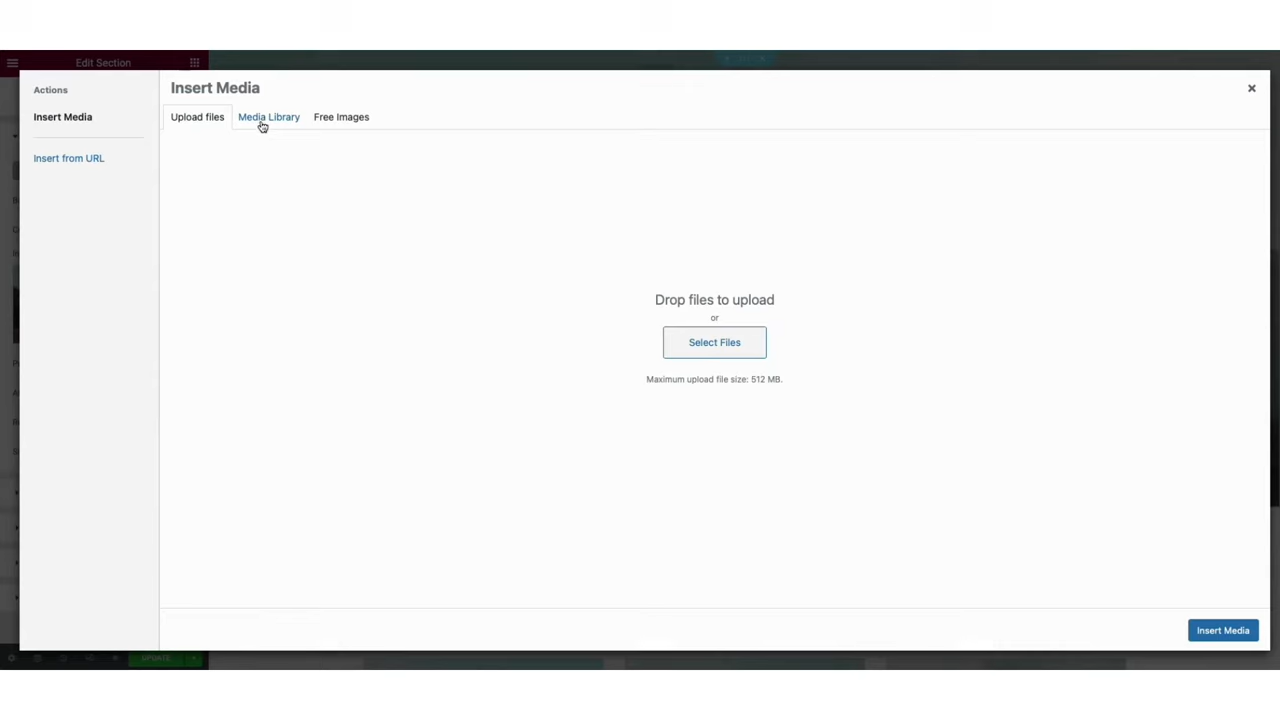 Edit Section
Actions
Insert Media
Insert from URL
Insert Media
Upload files
Media Library
Free Images
Drop files to upload
or
Select Files
Maximum upload file size: 512 MB.
Insert Media
UPDATE